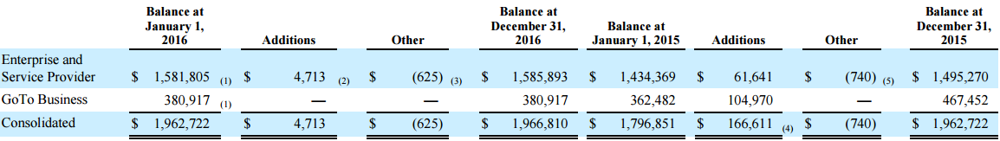 Balance at January 1, 2016 Additions Other Balance at December 31, 2016 Balance at January 1, 2015 Additions Other Balance at December 31, 2015
Enterprise and
Service Provider $ 1,581,805 (1) $ 4,713 (2) $ (625) (3) $ 1,585,893 $ 1,434,369 $ 61,641 $ (740) (5) $ 1,495,270
GoTo Business 380,917 (1) — — 380,917 362,482 104,970 — 467,452
Consolidated $ 1,962,722 $ 4,713 $ (625) $ 1,966,810 $ 1,796,851 $ 166,611 (4) $ (740) $ 1,962,722